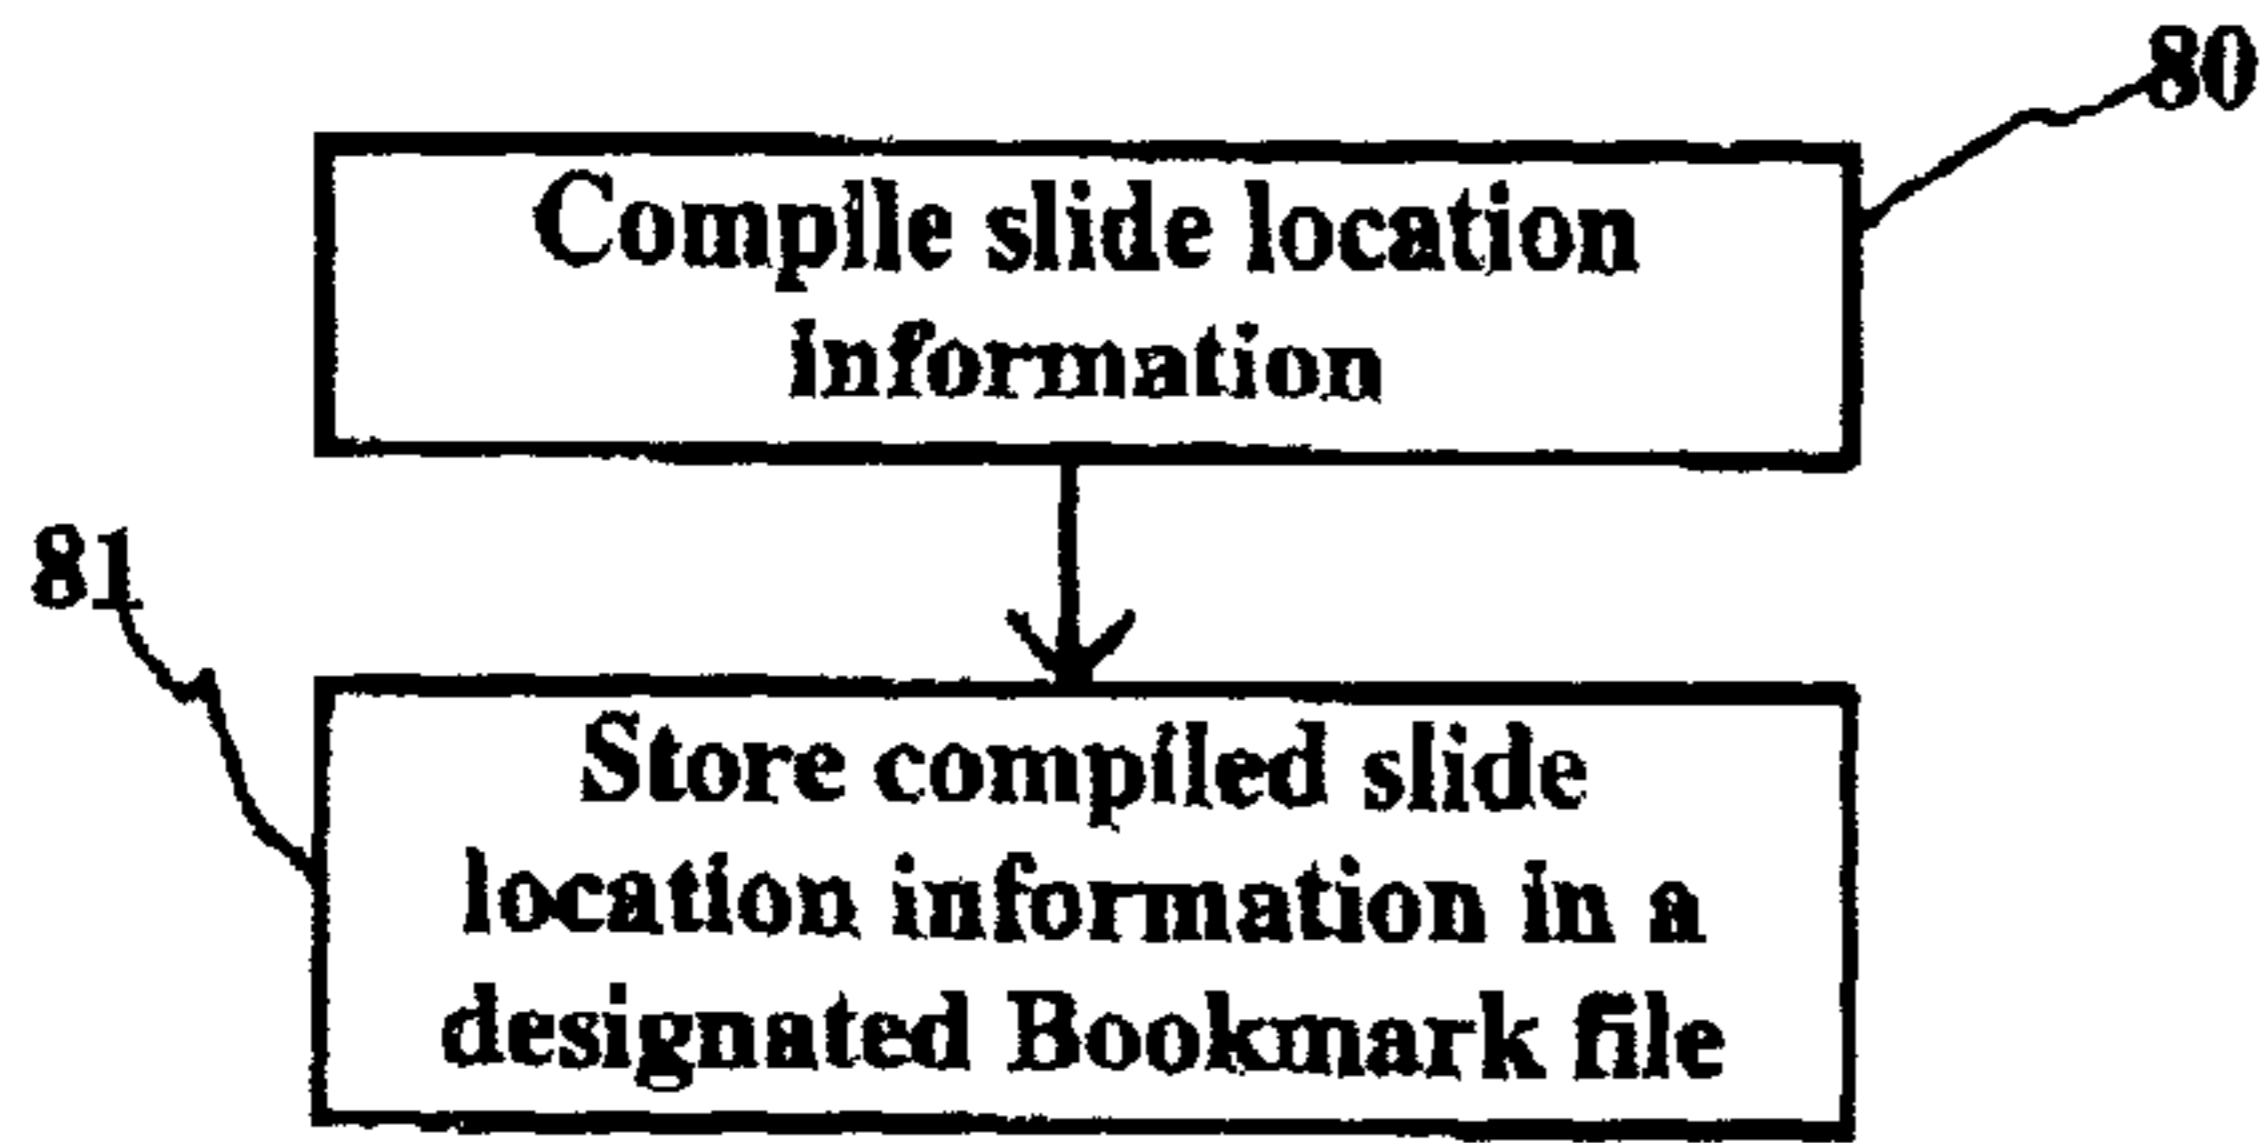 80
Compile slide location
information
81
Store compiled slide
location information in a
designated Bookmark file